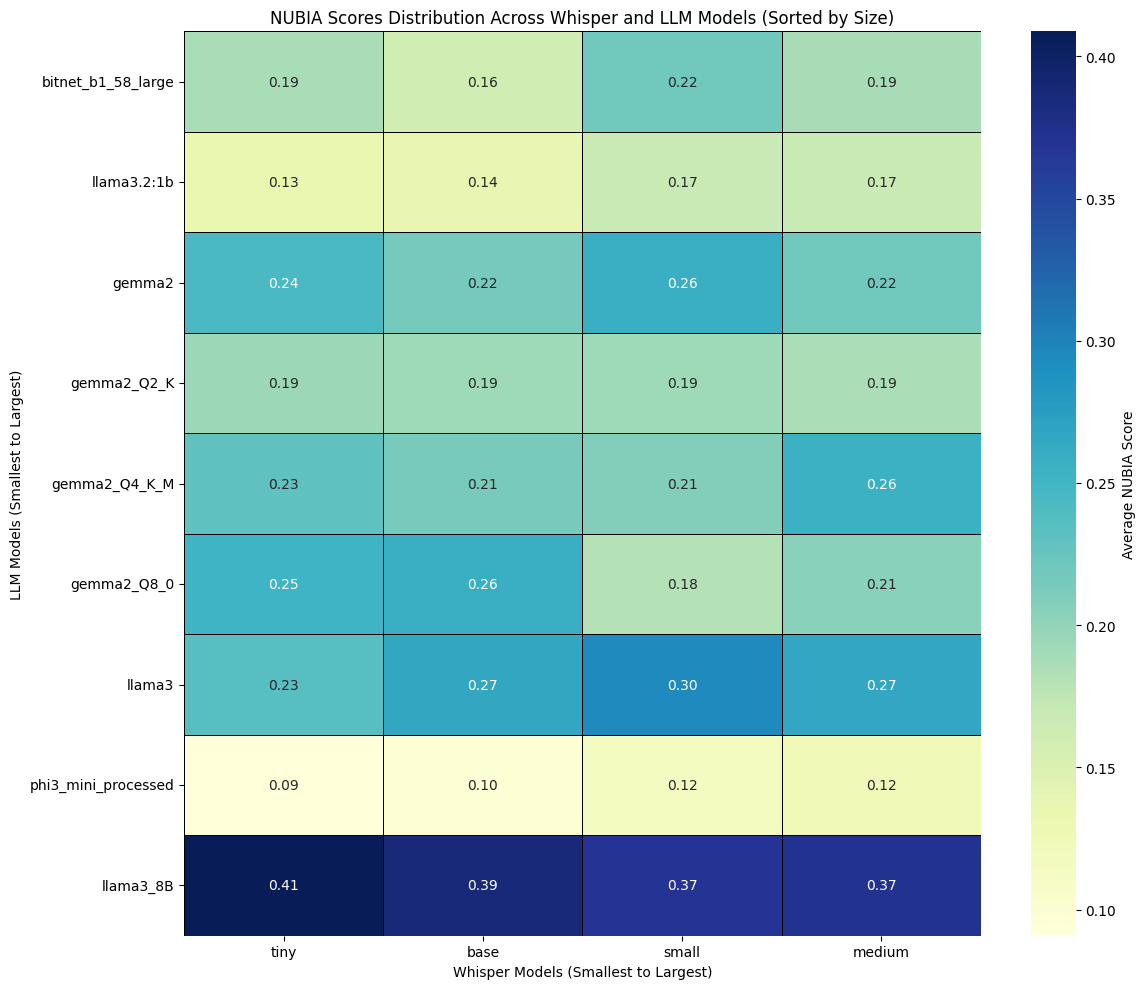 NUBIA Scores Distribution Across Whisper and LLM Models (Sorted by Size)
LLM Models (Smallest to Largest)
bitnet_b1_58_large 0.19 0.16 0.22 0.19
llama3.2:1b 0.13 0.14 0.17 0.17
gemma2 0.24 0.22 0.26 0.22
gemma2_Q2_K 0.19 0.19 0.19 0.19
gemma2_Q4_K_M 0.23 0.21 0.21 0.26
gemma2_Q8_0 0.25 0.26 0.18 0.21
llama3 0.23 0.27 0.30 0.27
phi3_mini_processed 0.09 0.10 0.12 0.12
llama3_8B 0.41 0.39 0.37 0.37
tiny base small medium
Whisper Models (Smallest to Largest)
0.40
0.35
0.30
0.25
0.20
0.15
0.10
Average NUBIA Score